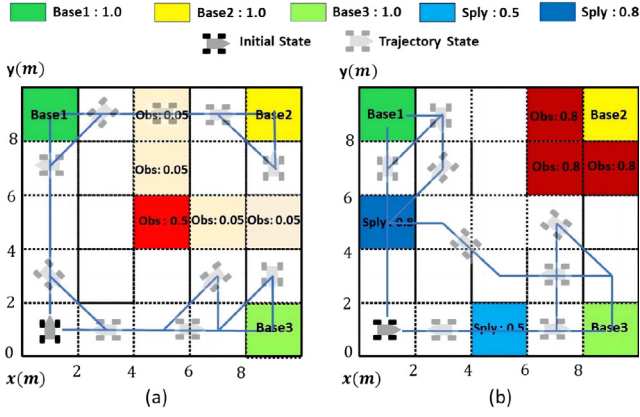 Base1 : 1.0 Base2 : 1.0 Base3 : 1.0 Sply : 0.5 Sply : 0.8
Initial State Trajectory State
y(m) y(m)
Base1 Obs: 0.05 Base2 Base1 Obs: 0.8 Base2
8 8
Obs: 0.05 Obs: 0.8 Obs: 0.8
6 6
Obs : 0.5 Obs : 0.05 Obs : 0.05 Sply : 0.8
4 4
2 2
Base3 Sply : 0.5 Base3
0 0
x(m) 2 4 6 8 x(m) 2 4 6 8
(a) (b)